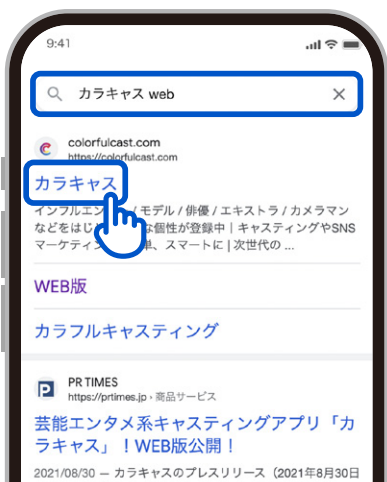 9:41
カラキャス web
colorfulcast.com
https://colorfulcast.com
カラキャス
インフルエン / モデル / 俳優 / エキストラ / カメラマン
などをはじ な個性が登録中｜キャスティングやSNS
マーケティン 単、スマートに | 次世代の ...
WEB版
カラフルキャスティング
PR TIMES
https://prtimes.jp › 商品サービス
芸能エンタメ系キャスティングアプリ「カ
ラキャス」！WEB版公開！
2021/08/30 — カラキャスのプレスリリース（2021年8月30日